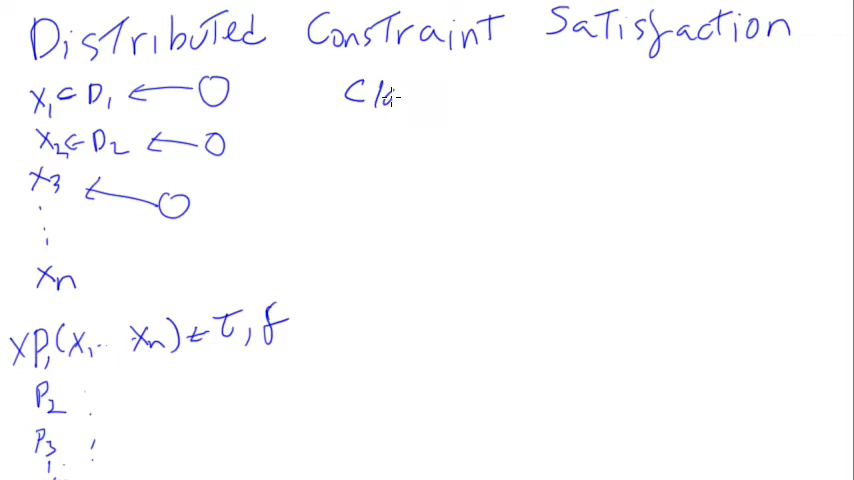 Distributed Constraint Satisfaction
x₁ ∈ D₁ ←
x₂ ∈ D₂ ←
x₃ ←
⋮
xₙ
P₁(x₁... xₙ) ← t, f
P₂
P₃